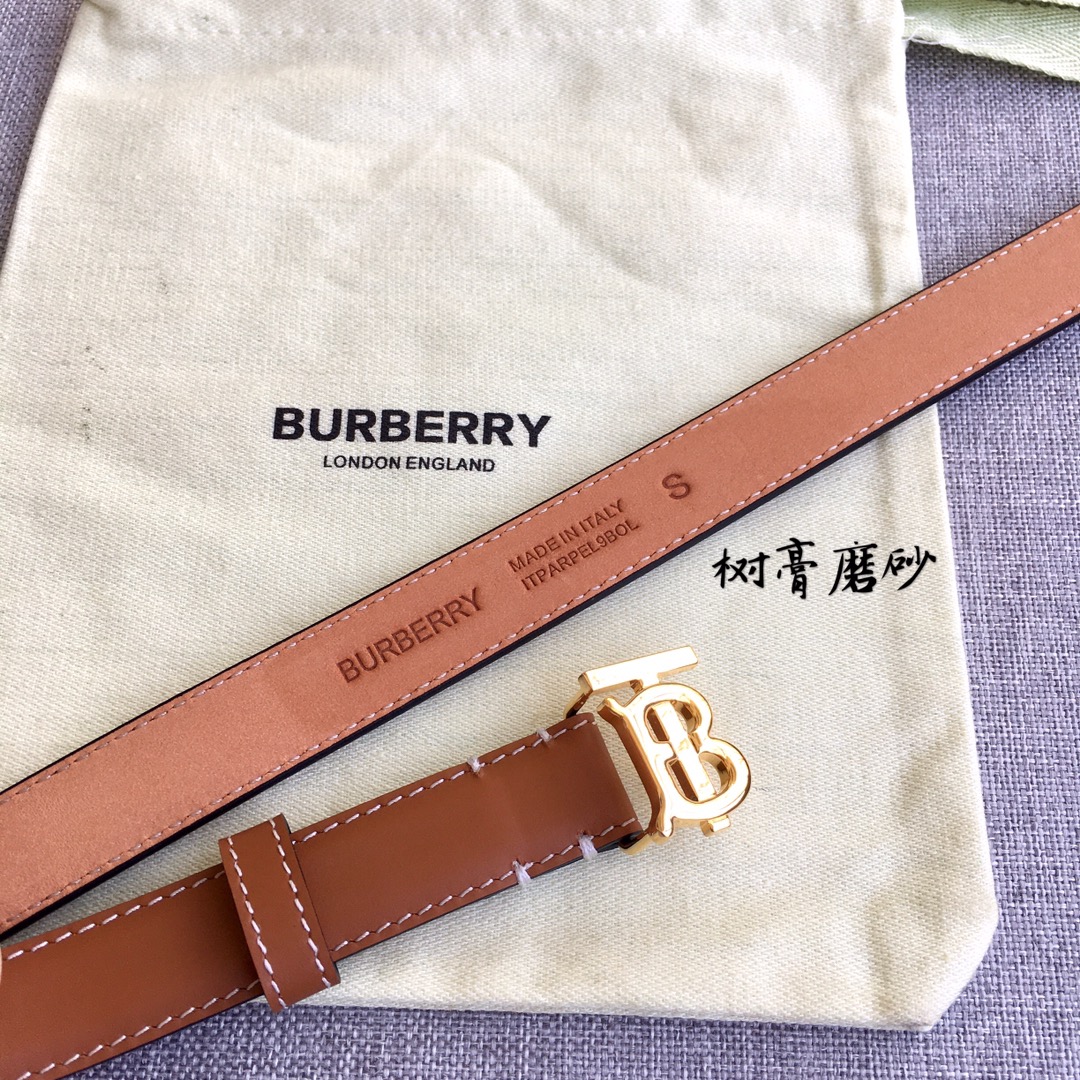 BURBERRY
LONDON ENGLAND
S
MADE IN ITALY
ITPARPEL9BOL
BURBERRY
树膏磨砂